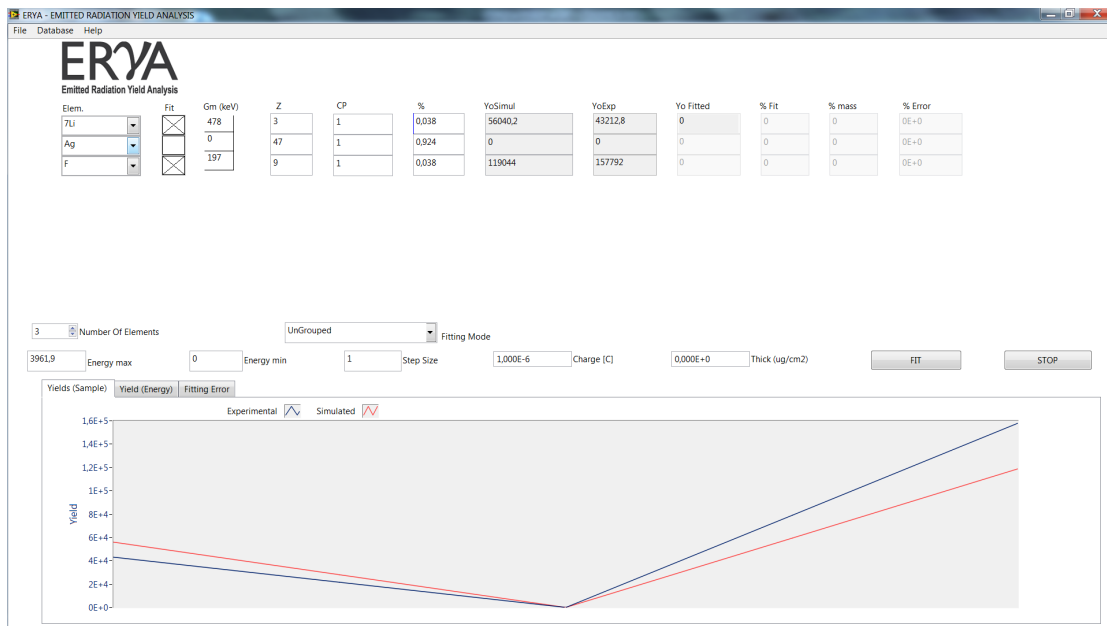 ERYA - EMITTED RADIATION YIELD ANALYSIS
File Database Help
ERYA
Emitted Radiation Yield Analysis
Elem. Fit Gm (keV) Z CP % YoSimul YoExp Yo Fitted % Fit % mass % Error
7Li 478 3 1 0,038 56040,2 43212,8 0 0 0 0E+0
Ag 0 47 1 0,924 0 0 0 0 0 0E+0
F 197 9 1 0,038 119044 157792 0 0 0 0E+0
3 Number Of Elements UnGrouped Fitting Mode
3961,9 Energy max 0 Energy min 1 Step Size 1,000E-6 Charge [C] 0,000E+0 Thick (ug/cm2) FIT STOP
Yields (Sample) Yield (Energy) Fitting Error
Experimental Simulated
1,6E+5
1,4E+5
1,2E+5
1E+5
8E+4
6E+4
4E+4
2E+4
0E+0
Yield